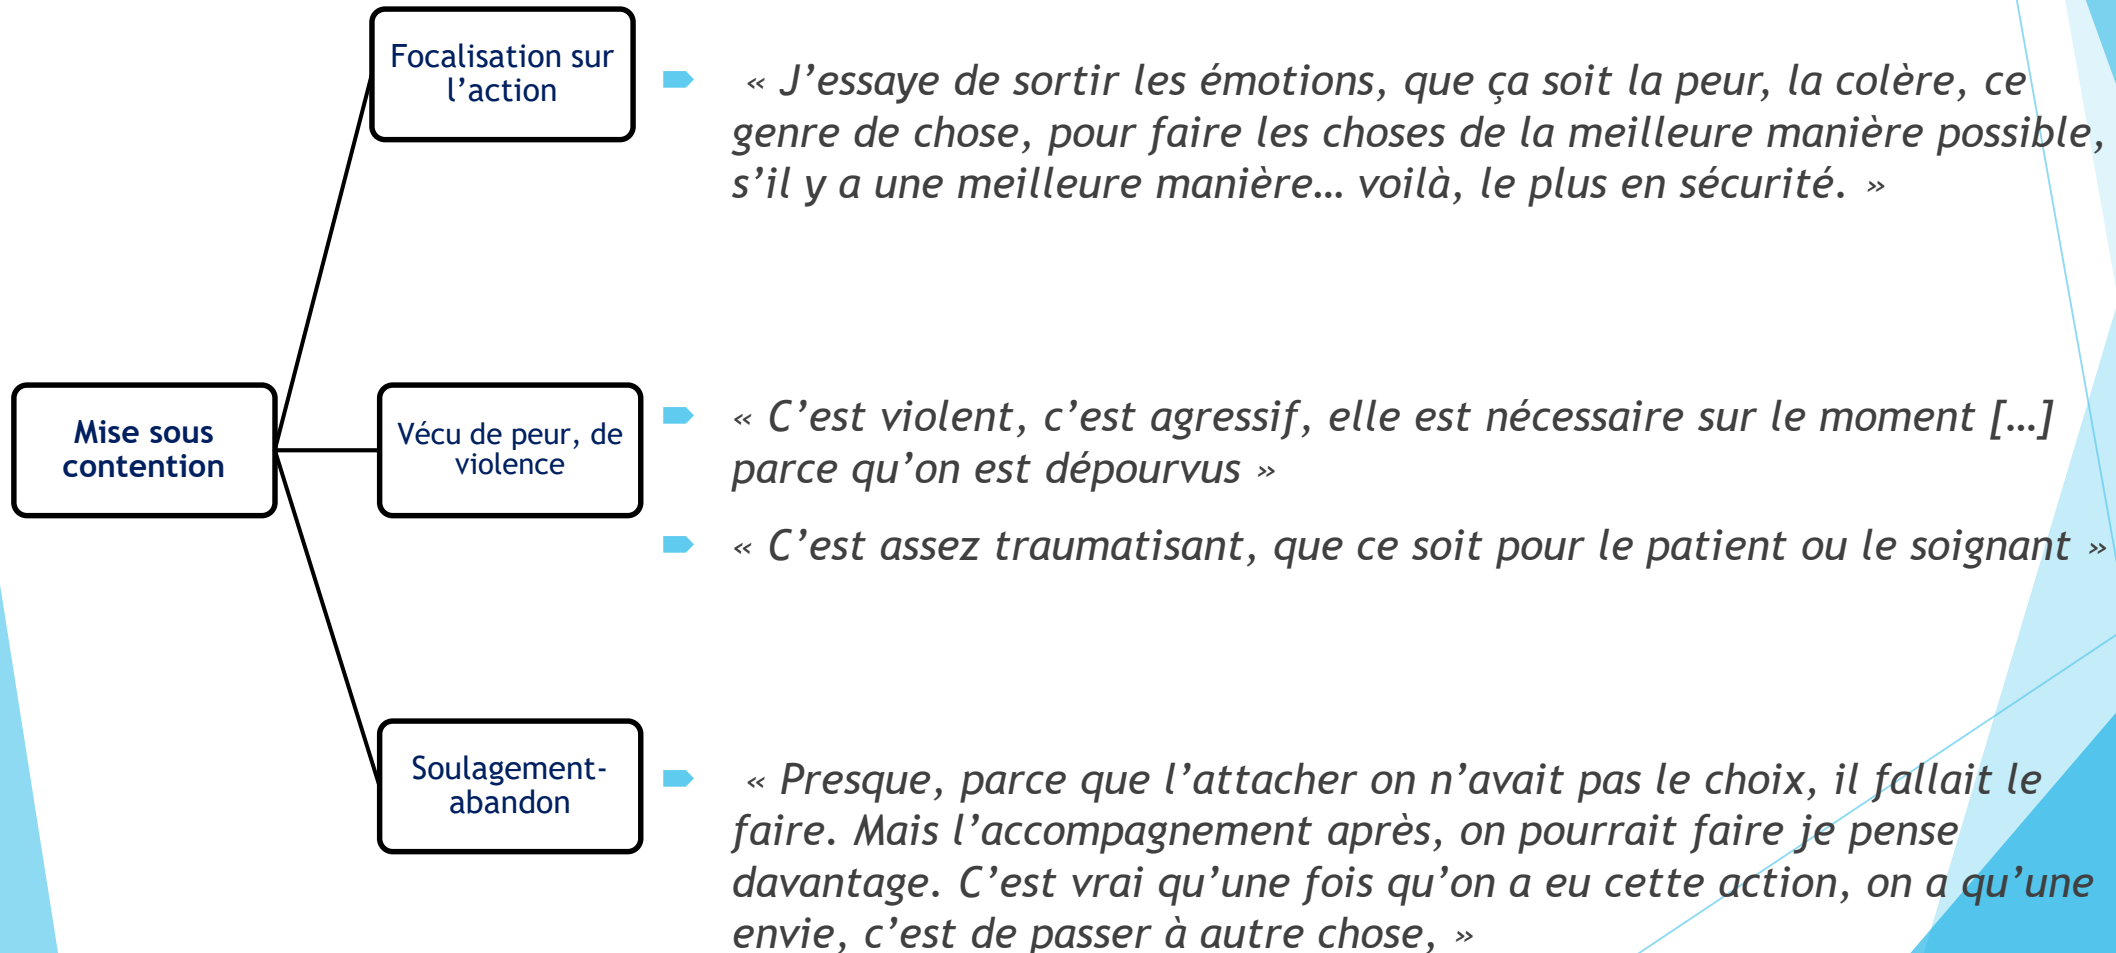 Focalisation sur
l’action
« J’essaye de sortir les émotions, que ça soit la peur, la colère, ce
genre de chose, pour faire les choses de la meilleure manière possible,
s’il y a une meilleure manière… voilà, le plus en sécurité. »
Mise sous
contention
Vécu de peur, de
violence
« C’est violent, c’est agressif, elle est nécessaire sur le moment […]
parce qu’on est dépourvus »
« C’est assez traumatisant, que ce soit pour le patient ou le soignant »
Soulagement-
abandon
« Presque, parce que l’attacher on n’avait pas le choix, il fallait le
faire. Mais l’accompagnement après, on pourrait faire je pense
davantage. C’est vrai qu’une fois qu’on a eu cette action, on a qu’une
envie, c’est de passer à autre chose, »